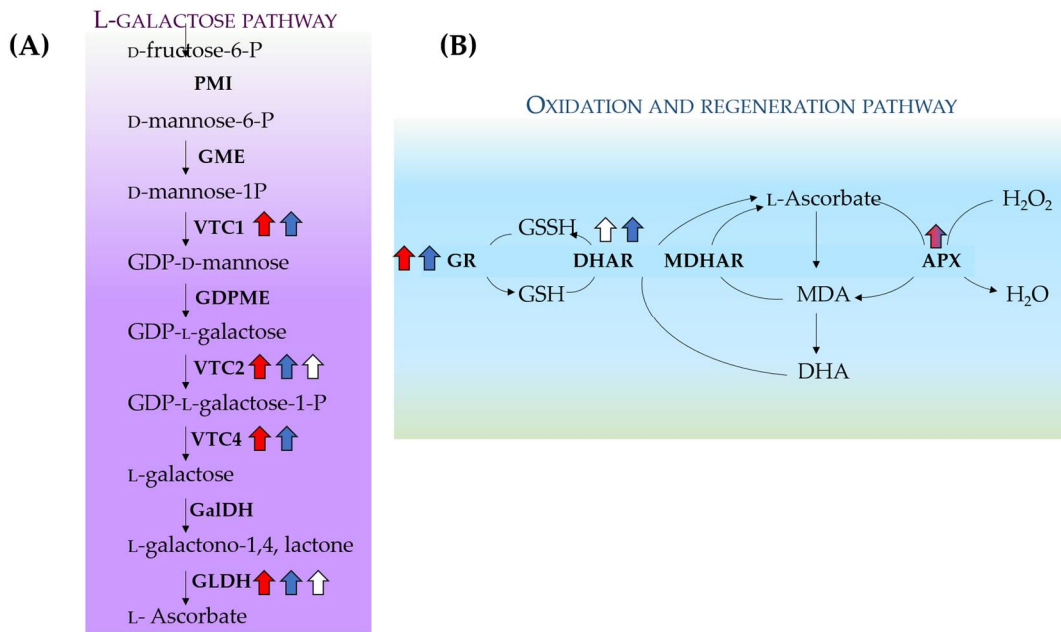 L-GALACTOSE PATHWAY
(A)
D-fructose-6-P
PMI
D-mannose-6-P
GME
D-mannose-1P
VTC1
GDP-D-mannose
GDPME
GDP-L-galactose
VTC2
GDP-L-galactose-1-P
VTC4
L-galactose
GalDH
L-galactono-1,4, lactone
GLDH
L- Ascorbate
(B)
OXIDATION AND REGENERATION PATHWAY
L-Ascorbate
H₂O₂
GSSH
GR
DHAR
MDHAR
APX
GSH
MDA
H₂O
DHA